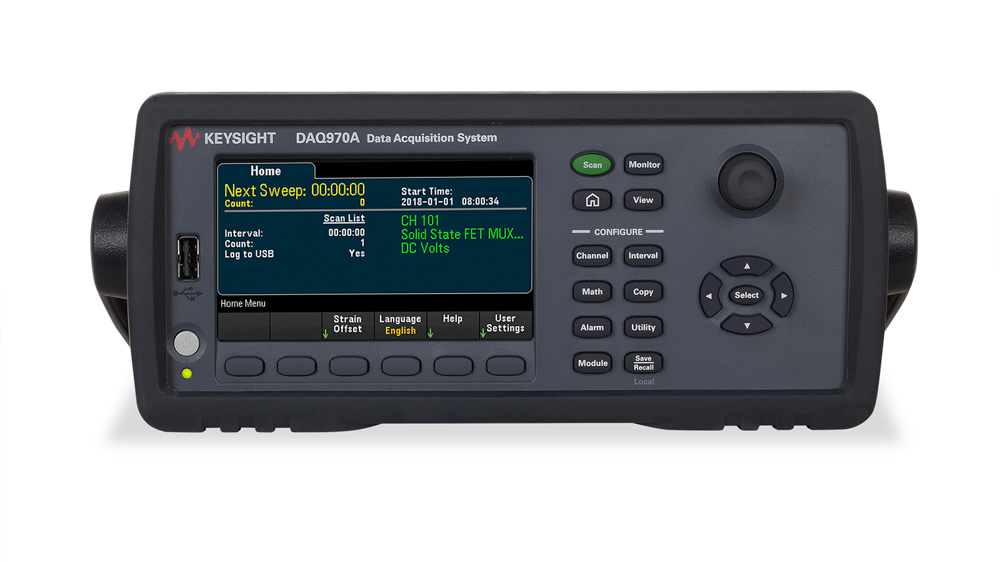 KEYSIGHT DAQ970A Data Acquisition System
Home
Next Sweep: 00:00:00
Count: 0
Start Time:
2018-01-01 08:00:34
Scan List
Interval: 00:00:00
Count: 1
Log to USB Yes
CH 101
Solid State FET MUX...
DC Volts
Home Menu
Strain
Offset
Language
English
Help
User
Settings
Scan
Monitor
View
CONFIGURE
Channel
Interval
Math
Copy
Alarm
Utility
Module
Save
Recall
Local
Select